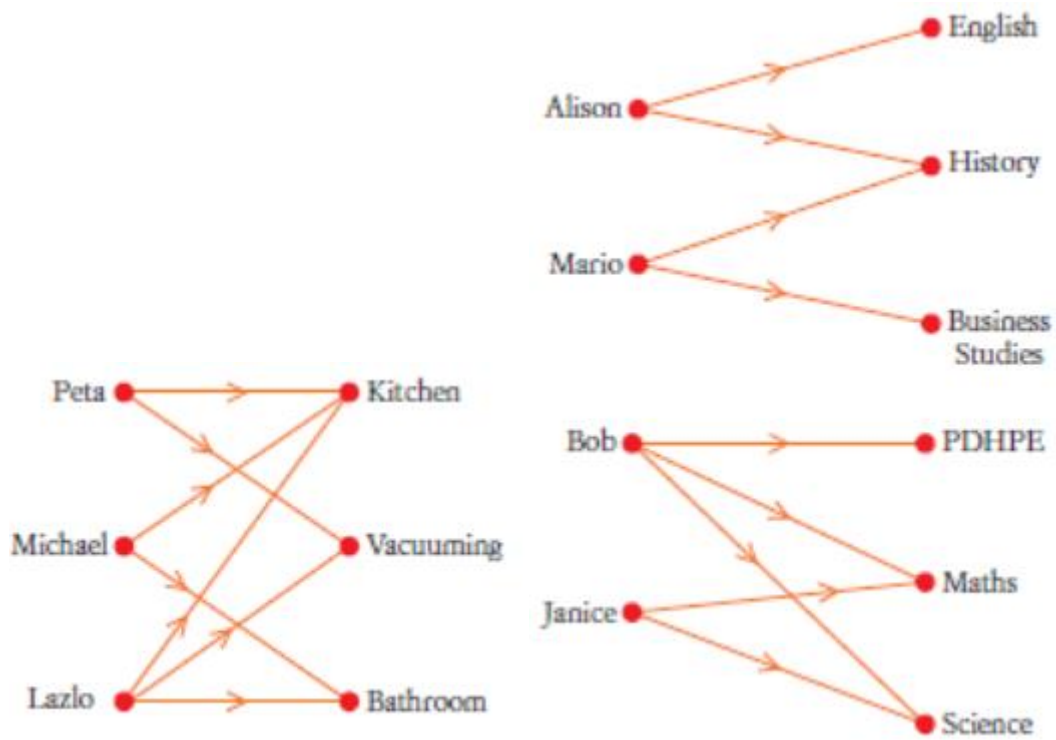 English
Alison
History
Mario
Business
Studies
Peta
Kitchen
Michael
Vacuuming
Lazlo
Bathroom
Bob
PDHPE
Maths
Janice
Science